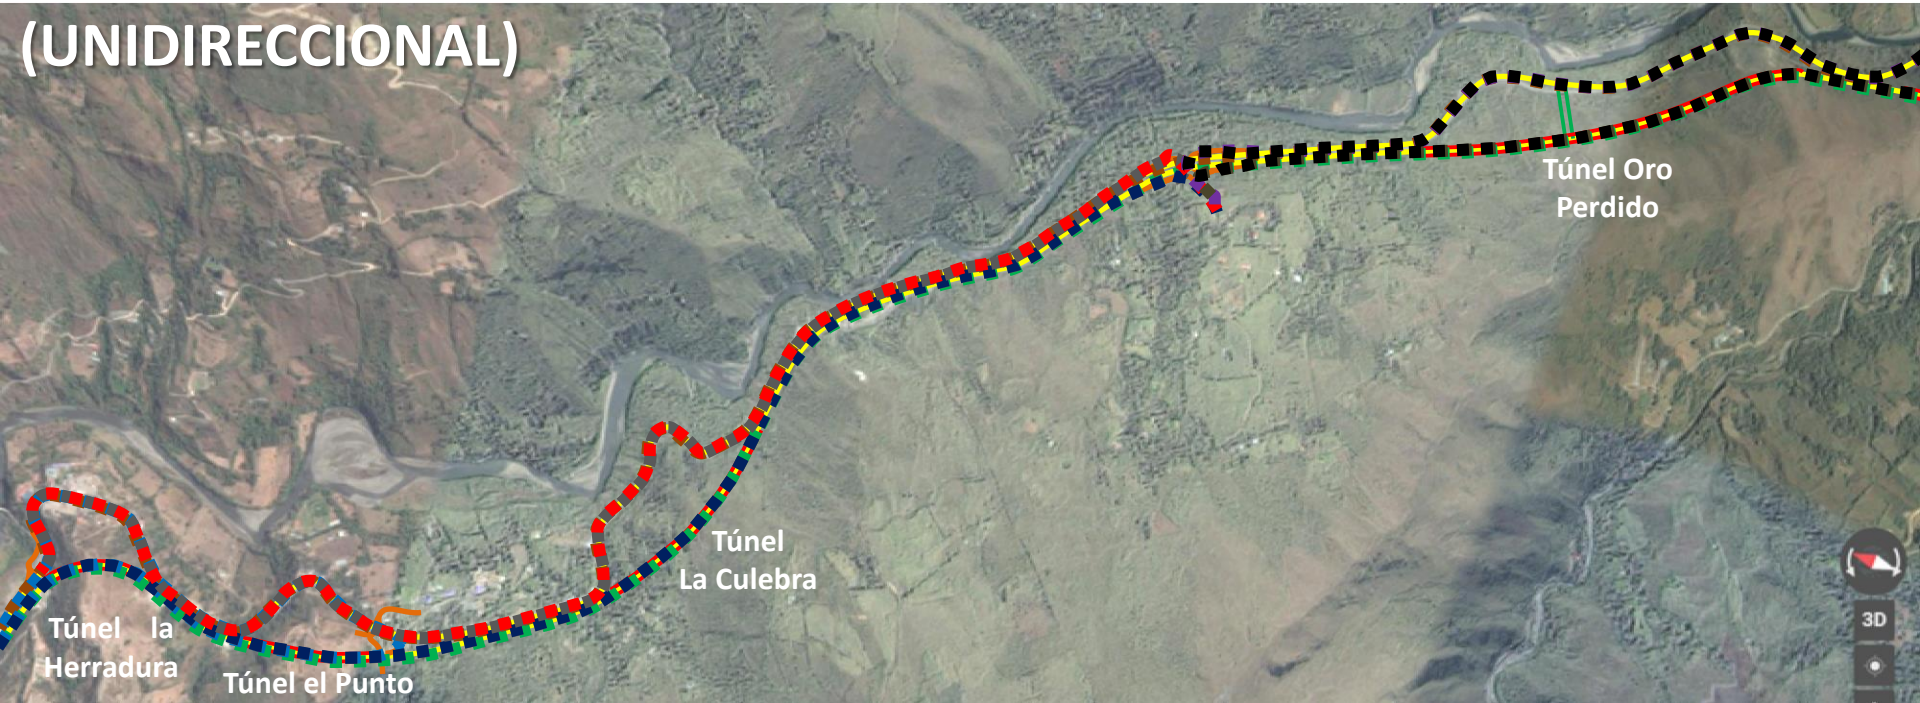 (UNIDIRECCIONAL)
Túnel Oro
Perdido
Túnel
La Culebra
Túnel la
Herradura
Túnel el Punto
3D